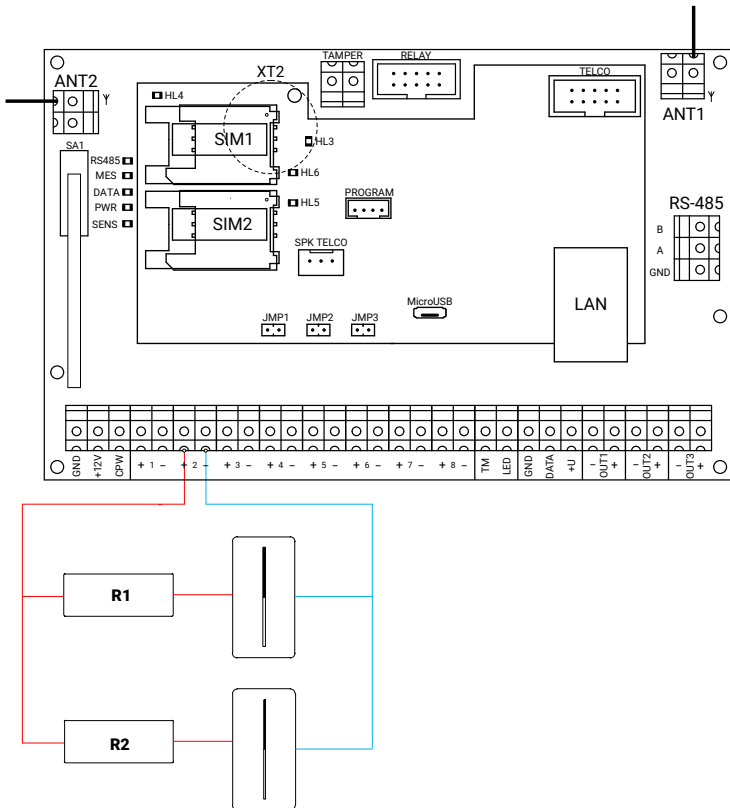 TAMPER
RELAY
XT2
TELCO
ANT2
HL4
ANT1
SA1
SIM1
HL3
RS485
MES
HL6
DATA
PROGRAM
PWR
HL5
RS-485
SENS
SIM2
B
SPK TELCO
A
GND
MicroUSB
LAN
JMP1
JMP2
JMP3
GND
+12V
CPW
+ 1 −
+ 2 −
+ 3 −
+ 4 −
+ 5 −
+ 6 −
+ 7 −
+ 8 −
TM
LED
GND
DATA
+U
− OUT1 +
− OUT2 +
− OUT3 +
R1
R2